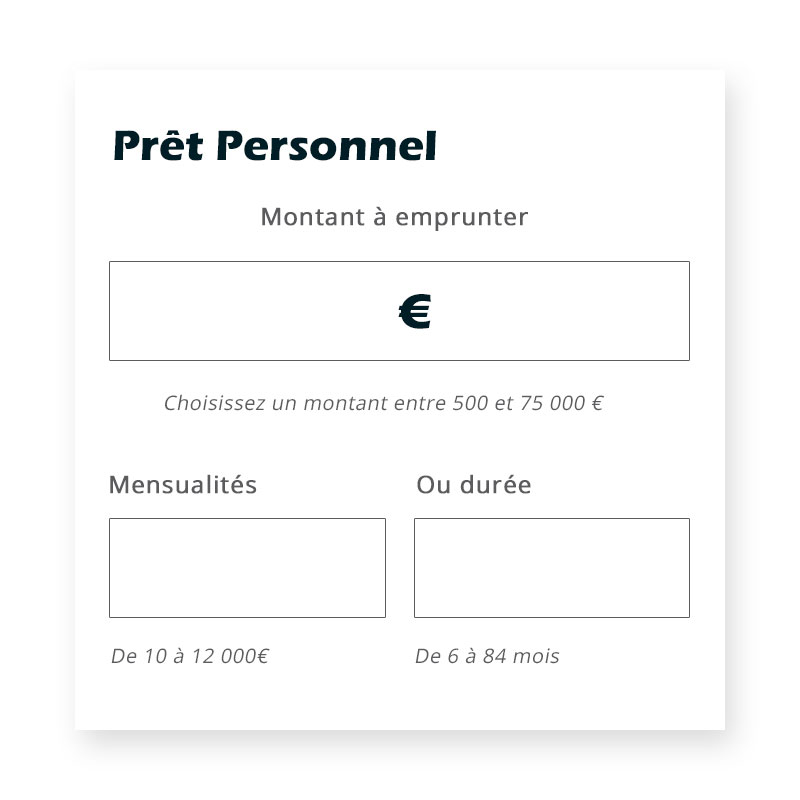 Prêt Personnel
Montant à emprunter
€
Choisissez un montant entre 500 et 75 000 €
Mensualités
Ou durée
De 10 à 12 000€
De 6 à 84 mois